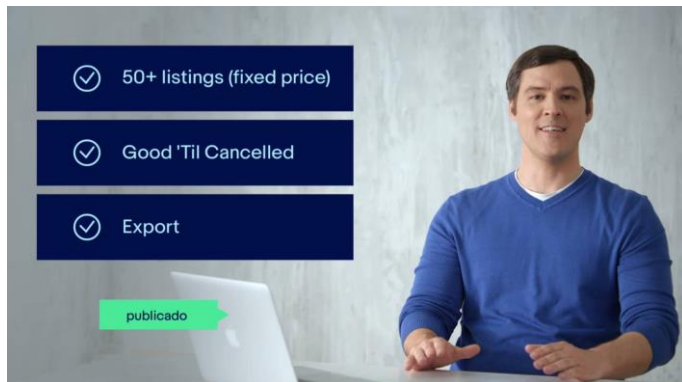 50+ listings (fixed price)
Good 'Til Cancelled
Export
publicado